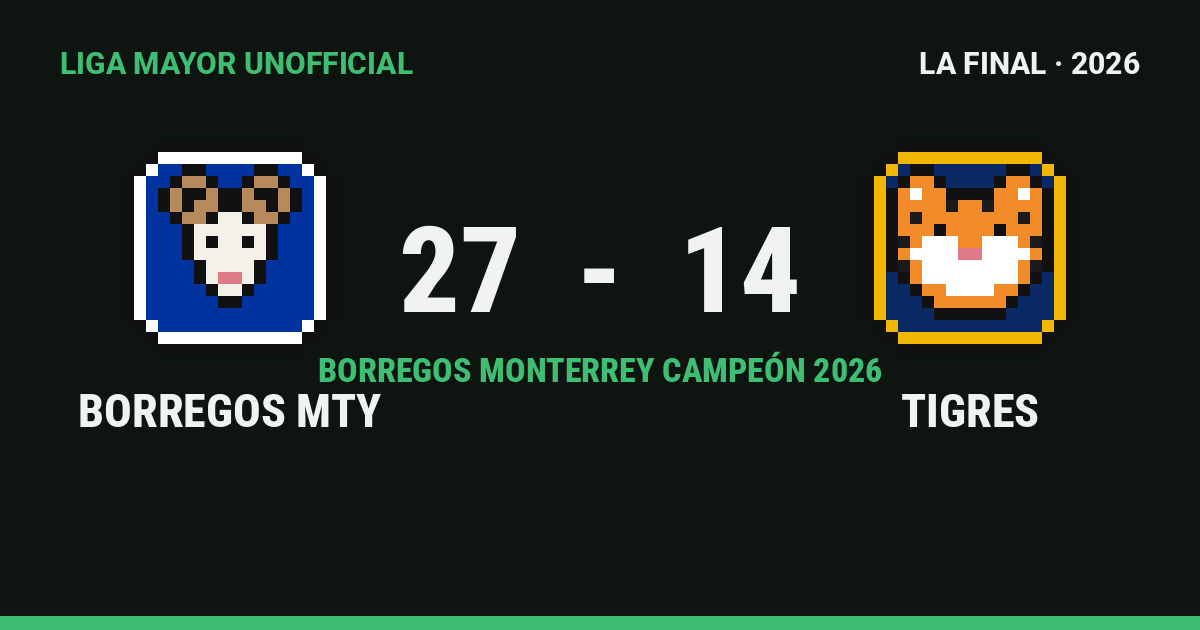 LIGA MAYOR UNOFFICIAL
LA FINAL · 2026
27 - 14
BORREGOS MONTERREY CAMPEÓN 2026
BORREGOS MTY
TIGRES